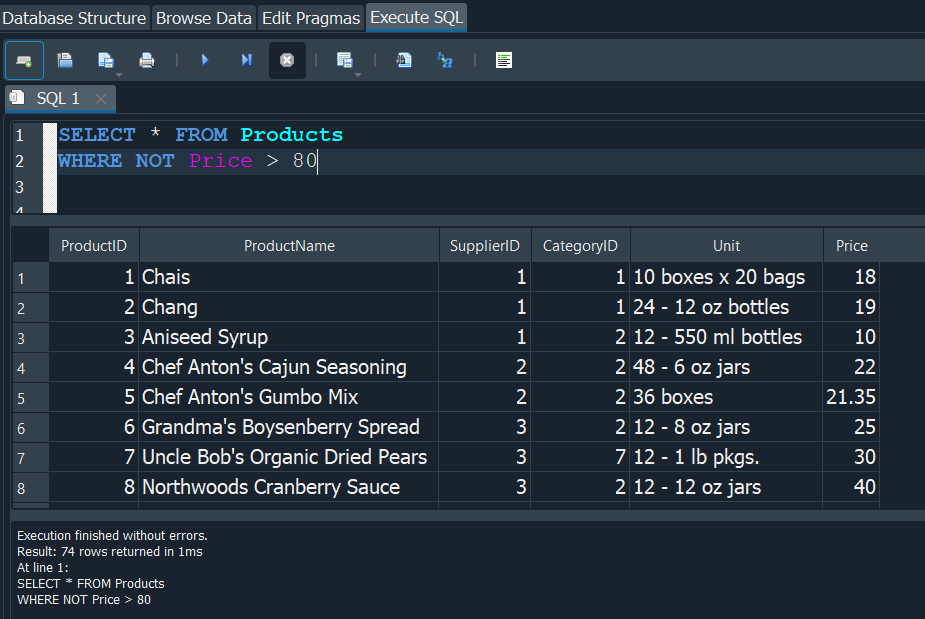 Database Structure Browse Data Edit Pragmas Execute SQL
SQL 1
1 SELECT * FROM Products
2 WHERE NOT Price > 80
3
4
ProductID ProductName SupplierID CategoryID Unit Price
1 1 Chais 1 1 10 boxes x 20 bags 18
2 2 Chang 1 1 24 - 12 oz bottles 19
3 3 Aniseed Syrup 1 2 12 - 550 ml bottles 10
4 4 Chef Anton's Cajun Seasoning 2 2 48 - 6 oz jars 22
5 5 Chef Anton's Gumbo Mix 2 2 36 boxes 21.35
6 6 Grandma's Boysenberry Spread 3 2 12 - 8 oz jars 25
7 7 Uncle Bob's Organic Dried Pears 3 7 12 - 1 lb pkgs. 30
8 8 Northwoods Cranberry Sauce 3 2 12 - 12 oz jars 40
Execution finished without errors.
Result: 74 rows returned in 1ms
At line 1:
SELECT * FROM Products
WHERE NOT Price > 80